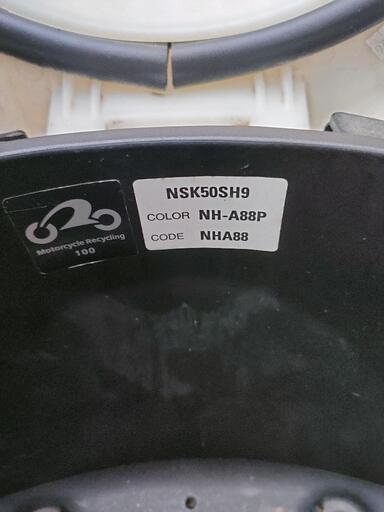 NSK50SH9
COLOR NH-A88P
CODE NHA88
Motorcycle Recycling
100